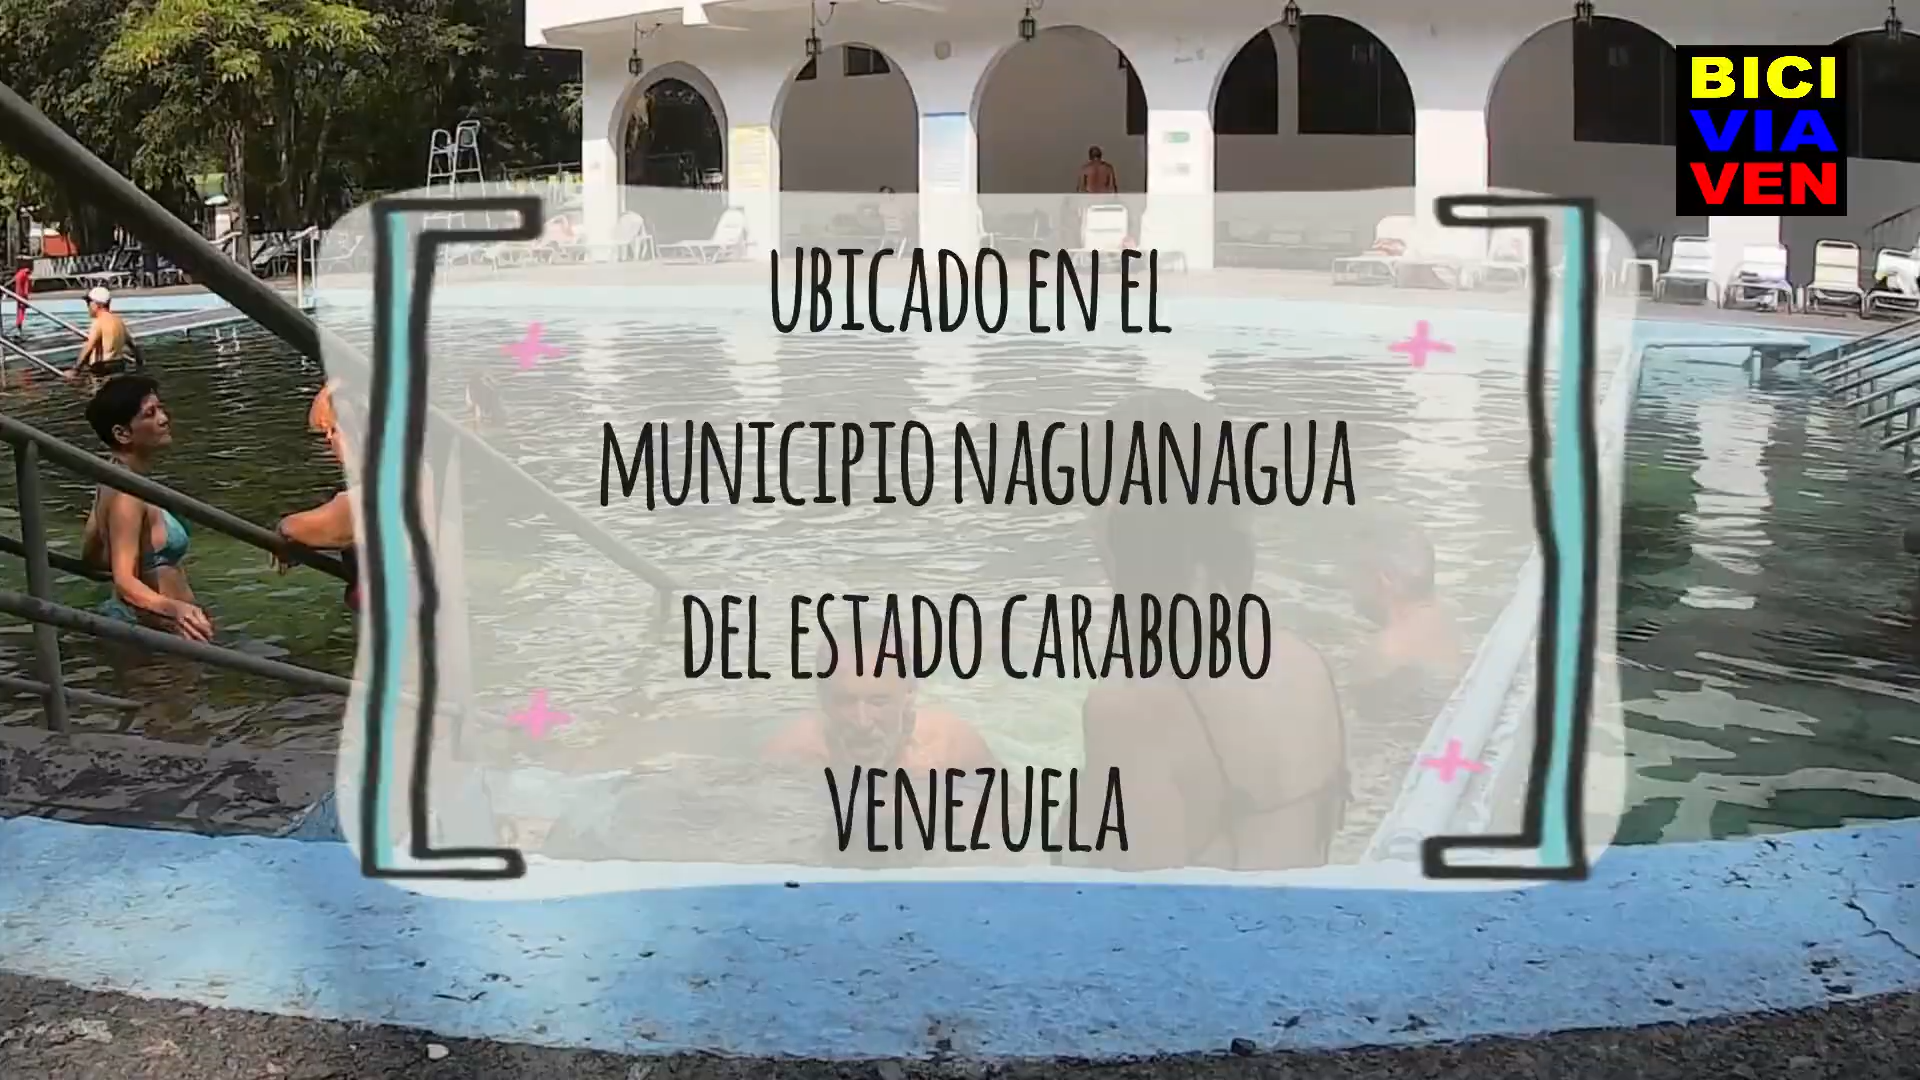 BICI
VIA
VEN
UBICADO EN EL
MUNICIPIO NAGUANAGUA
DEL ESTADO CARABOBO
VENEZUELA